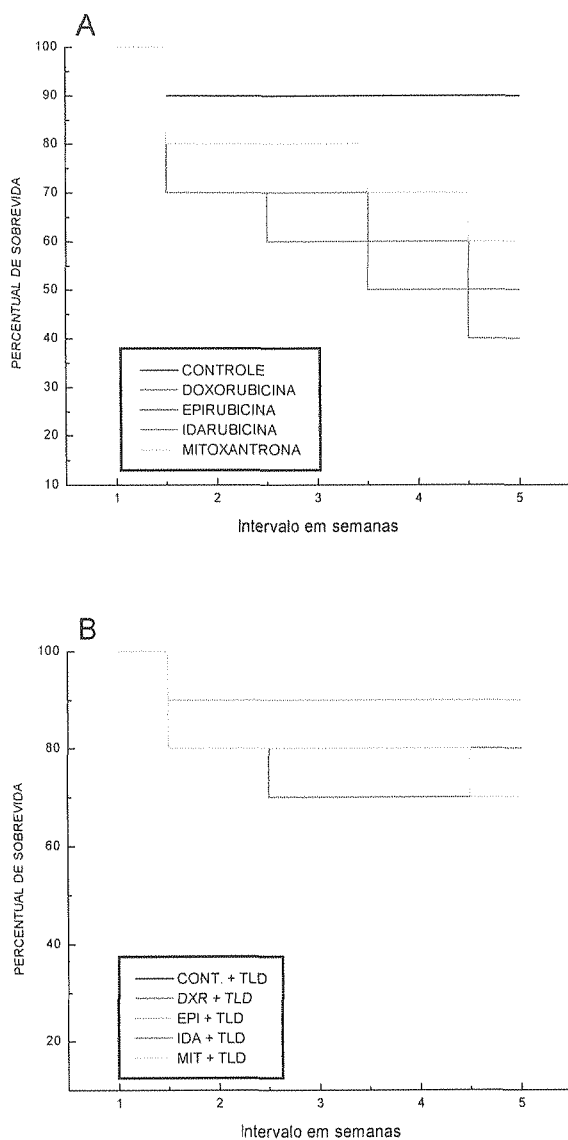 A
100
90
80
70
60
50
40
30
20
10
PERCENTUAL DE SOBREVIDA
CONTROLE
DOXORUBICINA
EPIRUBICINA
IDARUBICINA
MITOXANTRONA
1 2 3 4 5
Intervalo em semanas
B
100
80
60
40
20
PERCENTUAL DE SOBREVIDA
CONT. + TLD
DXR + TLD
EPI + TLD
IDA + TLD
MIT + TLD
1 2 3 4 5
Intervalo em semanas